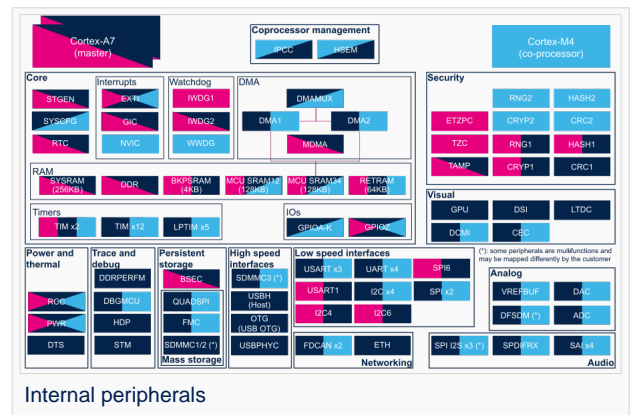 Cortex-A7
(master)
Coprocessor management
IPCC
HSEM
Cortex-M4
(co-processor)
Core
STGEN
SYSCFG
RTC
Interrupts
EXTI
GIC
NVIC
Watchdog
IWDG1
IWDG2
WWDG
DMA
DMAMUX
DMA1
DMA2
MDMA
Security
RNG2
HASH2
ETZPC
CRYP2
CRC2
TZC
RNG1
HASH1
TAMP
CRYP1
CRC1
RAM
SYSRAM
(256KB)
DDR
BKPSRAM
(4KB)
MCU SRAM12
(128KB)
MCU SRAM34
(128KB)
RETRAM
(64KB)
Timers
TIM x2
TIM x12
LPTIM x5
IOs
GPIOA-K
GPIOZ
Visual
GPU
DSI
LTDC
DCMI
CEC
Power and
thermal
RCC
PWR
DTS
Trace and
debug
DDRPERFM
DBGMCU
HDP
STM
Persistent
storage
BSEC
QUADSPI
FMC
SDMMC1/2 (*)
Mass storage
High speed
interfaces
SDMMC3 (*)
USBH
(Host)
OTG
(USB OTG)
USBPHYC
Low speed interfaces
USART x3
UART x4
SPI6
USART1
I2C x4
SPI x2
I2C4
I2C6
(*): some peripherals are multifunctions and
may be mapped differently by the customer
Analog
VREFBUF
DAC
DFSDM (*)
ADC
FDCAN x2
ETH
Networking
SPI I2S x3 (*)
SPDIFRX
SAI x4
Audio
Internal peripherals